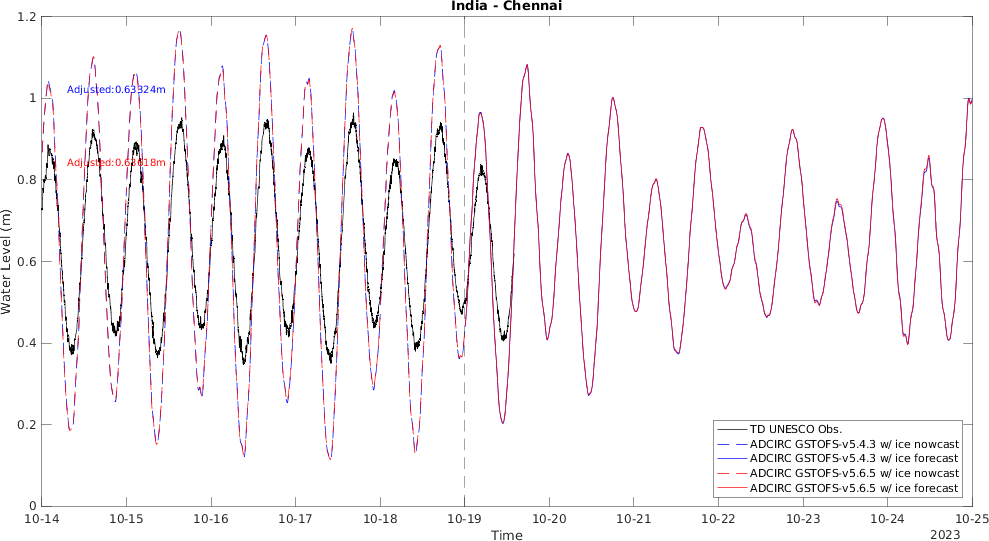 India - Chennai
1.2
1
0.8
0.6
0.4
0.2
0
Water Level (m)
Adjusted:0.63324m
Adjusted:0.63618m
TD UNESCO Obs.
ADCIRC GSTOFS-v5.4.3 w/ ice nowcast
ADCIRC GSTOFS-v5.4.3 w/ ice forecast
ADCIRC GSTOFS-v5.6.5 w/ ice nowcast
ADCIRC GSTOFS-v5.6.5 w/ ice forecast
10-14 10-15 10-16 10-17 10-18 10-19 10-20 10-21 10-22 10-23 10-24 10-25
Time
2023